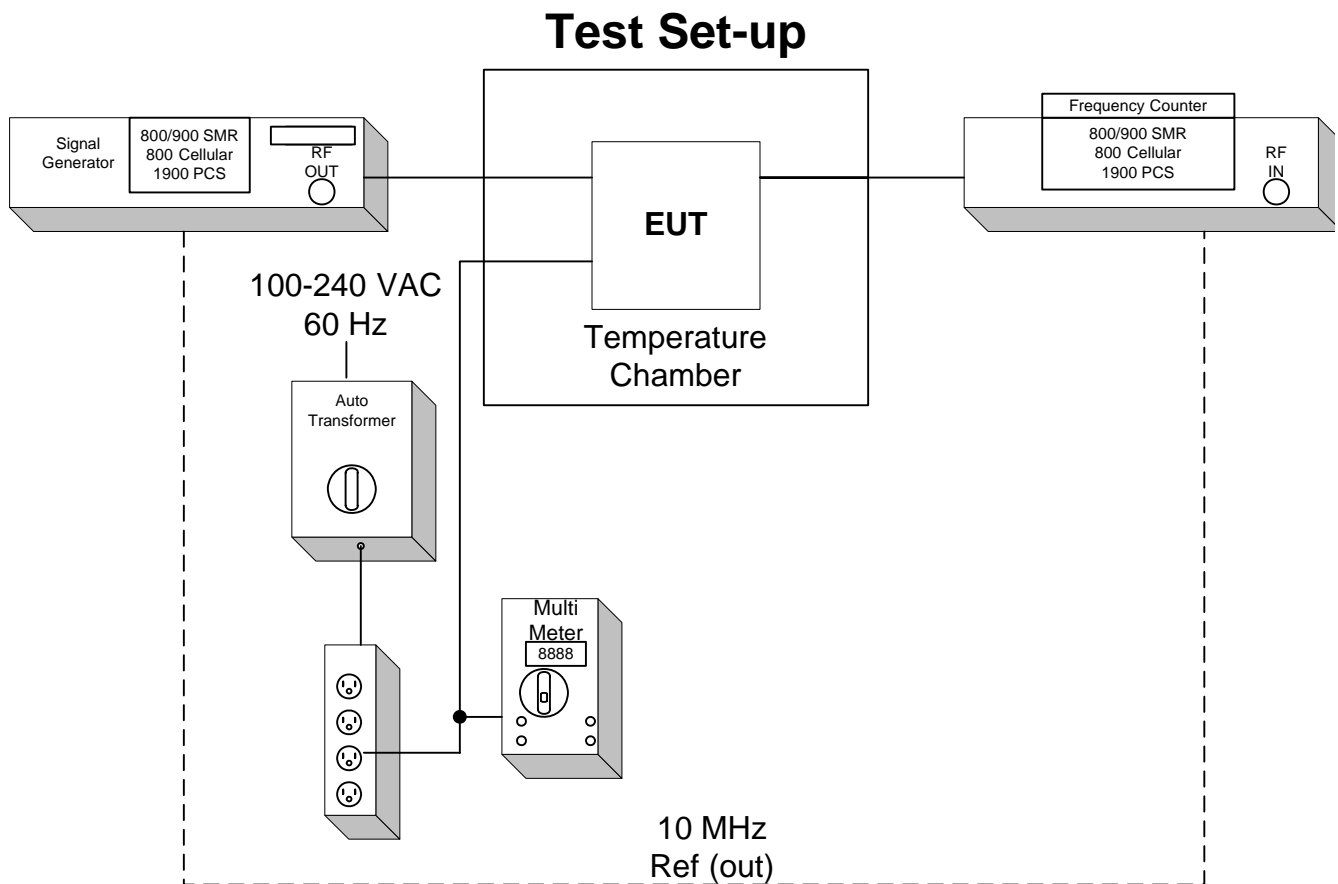 Test Set-up
Signal
Generator
800/900 SMR
800 Cellular
1900 PCS
RF
OUT
EUT
Temperature
Chamber
Frequency Counter
800/900 SMR
800 Cellular
1900 PCS
RF
IN
100-240 VAC
60 Hz
Auto
Transformer
Multi
Meter
8888
10 MHz
Ref (out)